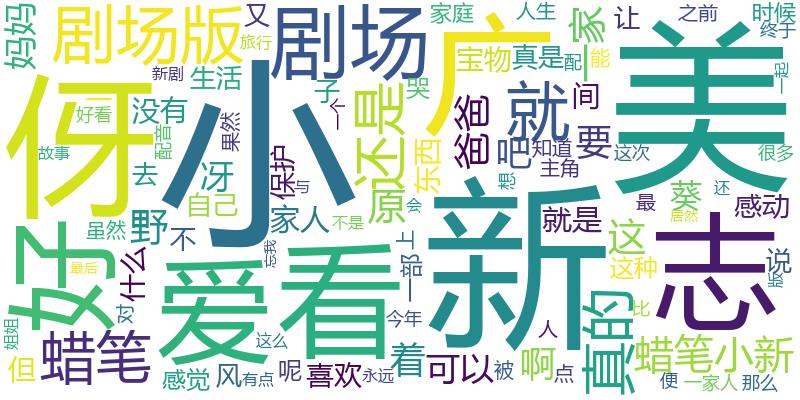 妈妈
剧场版
又
剧场
家庭
人生
让
之前
时候
终于
旅行
广
宝物
真是
一家
配
能
美
新剧
生活
子
哭
一起
伢
小
还是
就
间
好看
没有
一个
爸爸
要
配音
果然
原
东西
吧
知道
这次
很多
故事
去
冴
保护
与
想
主角
自己
会
葵
最
还
感动
好
虽然
野
不
家人
不是
新
就是
这
居然
志
爱
看
上
说
最后
什么
忘我
一部
真的
这种
版
对
今年
人
比
姐姐
蜡笔
这么
蜡笔小新
但
感觉
风
有点
呢
喜欢
永远
着
可以
被
啊
点
便
一家人
那么